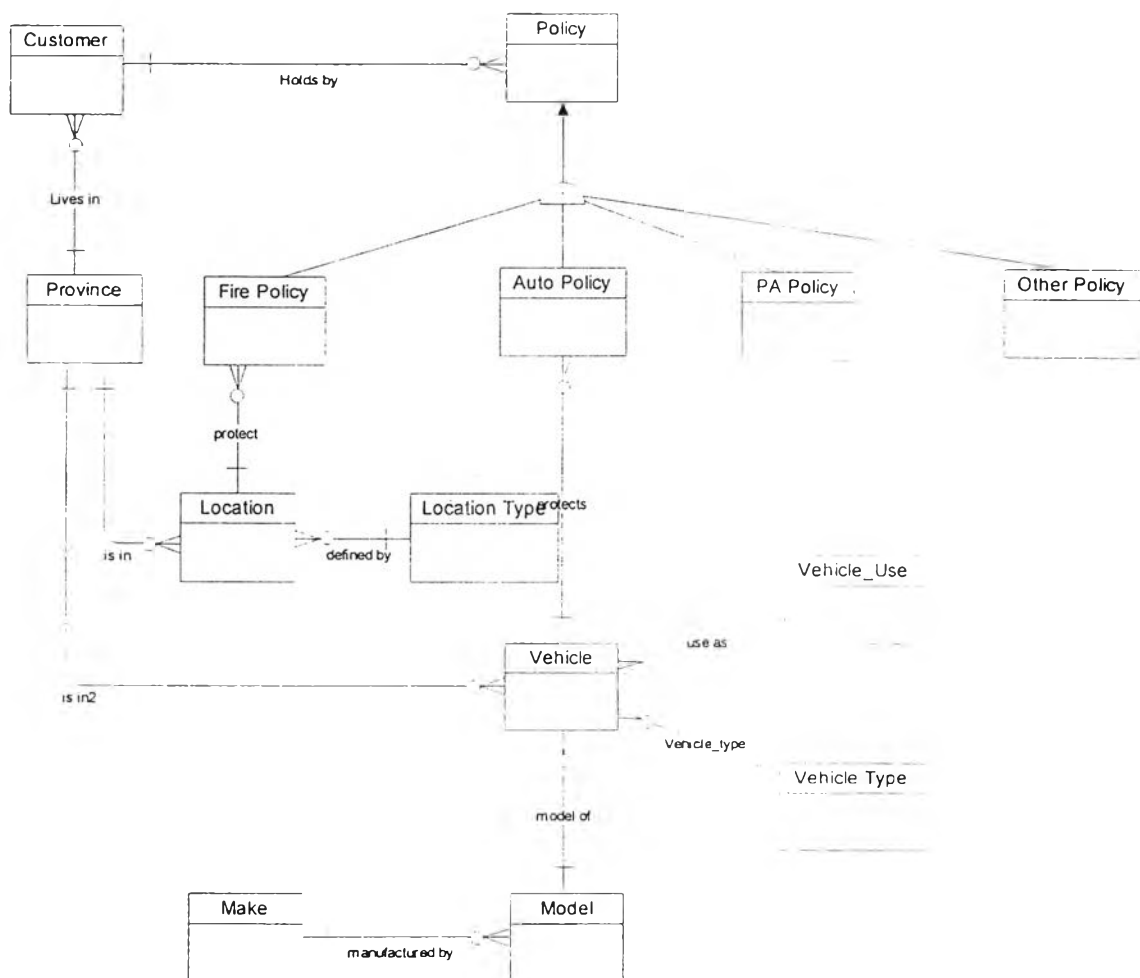 Policy
Customer
Holds by
Lives in
Province
Fire Policy
Auto Policy
PA Policy
Other Policy
protect
Location
Location Type
protects
is in
defined by
Vehicle_Use
use as
Vehicle
is in2
Vehicle_type
Vehicle Type
model of
Make
Model
manufactured by